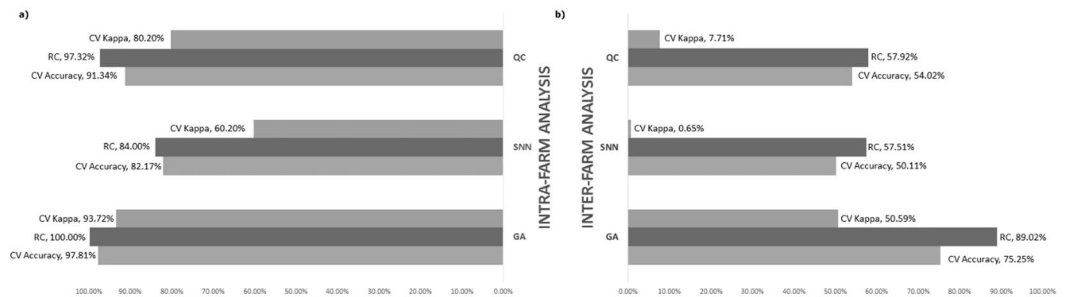 a)
CV Kappa, 80.20%
RC, 97.32%
QC
CV Accuracy, 91.34%
CV Kappa, 60.20%
RC, 84.00%
SNN
CV Accuracy, 82.17%
CV Kappa, 93.72%
RC, 100.00%
GA
CV Accuracy, 97.81%
100.00% 90.00% 80.00% 70.00% 60.00% 50.00% 40.00% 30.00% 20.00% 10.00% 0.00%
INTRA-FARM ANALYSIS
b)
INTER-FARM ANALYSIS
CV Kappa, 7.71%
QC
RC, 57.92%
CV Accuracy, 54.02%
CV Kappa, 0.65%
SNN
RC, 57.51%
CV Accuracy, 50.11%
CV Kappa, 50.59%
GA
RC, 89.02%
CV Accuracy, 75.25%
0.00% 10.00% 20.00% 30.00% 40.00% 50.00% 60.00% 70.00% 80.00% 90.00% 100.00%